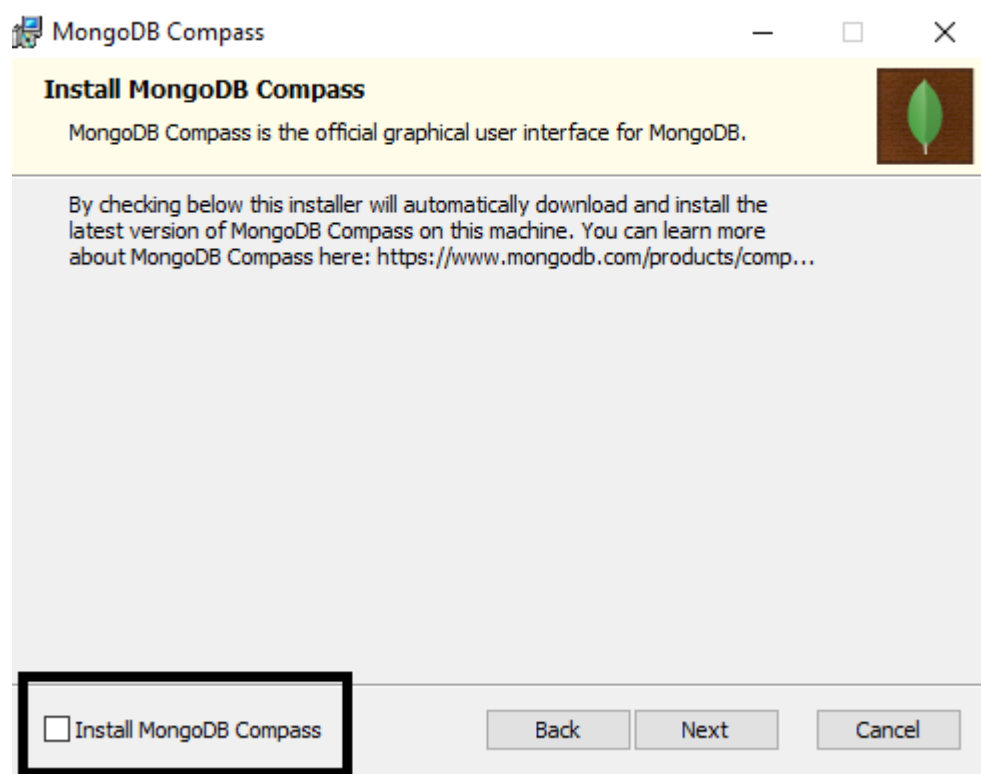 MongoDB Compass
Install MongoDB Compass
MongoDB Compass is the official graphical user interface for MongoDB.
By checking below this installer will automatically download and install the
latest version of MongoDB Compass on this machine. You can learn more
about MongoDB Compass here: https://www.mongodb.com/products/comp...
Install MongoDB Compass
Back
Next
Cancel